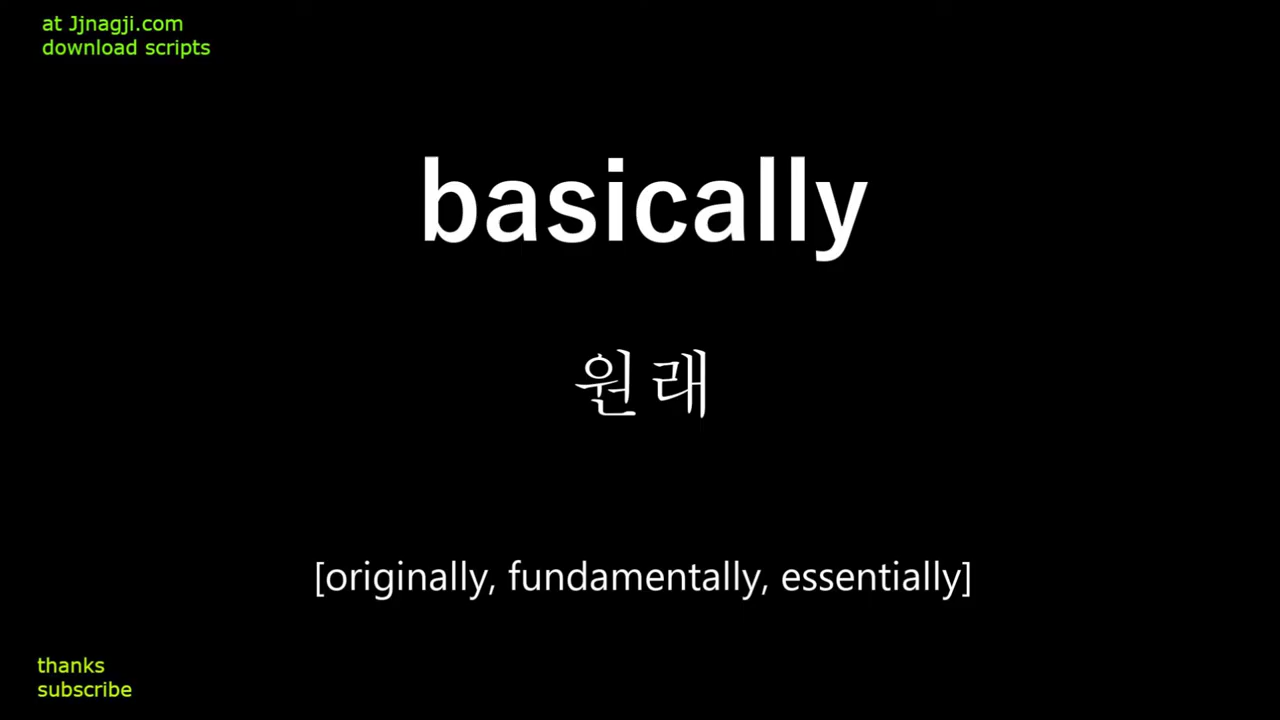 at Jjnagji.com
download scripts
basically
원래
[originally, fundamentally, essentially]
thanks
subscribe